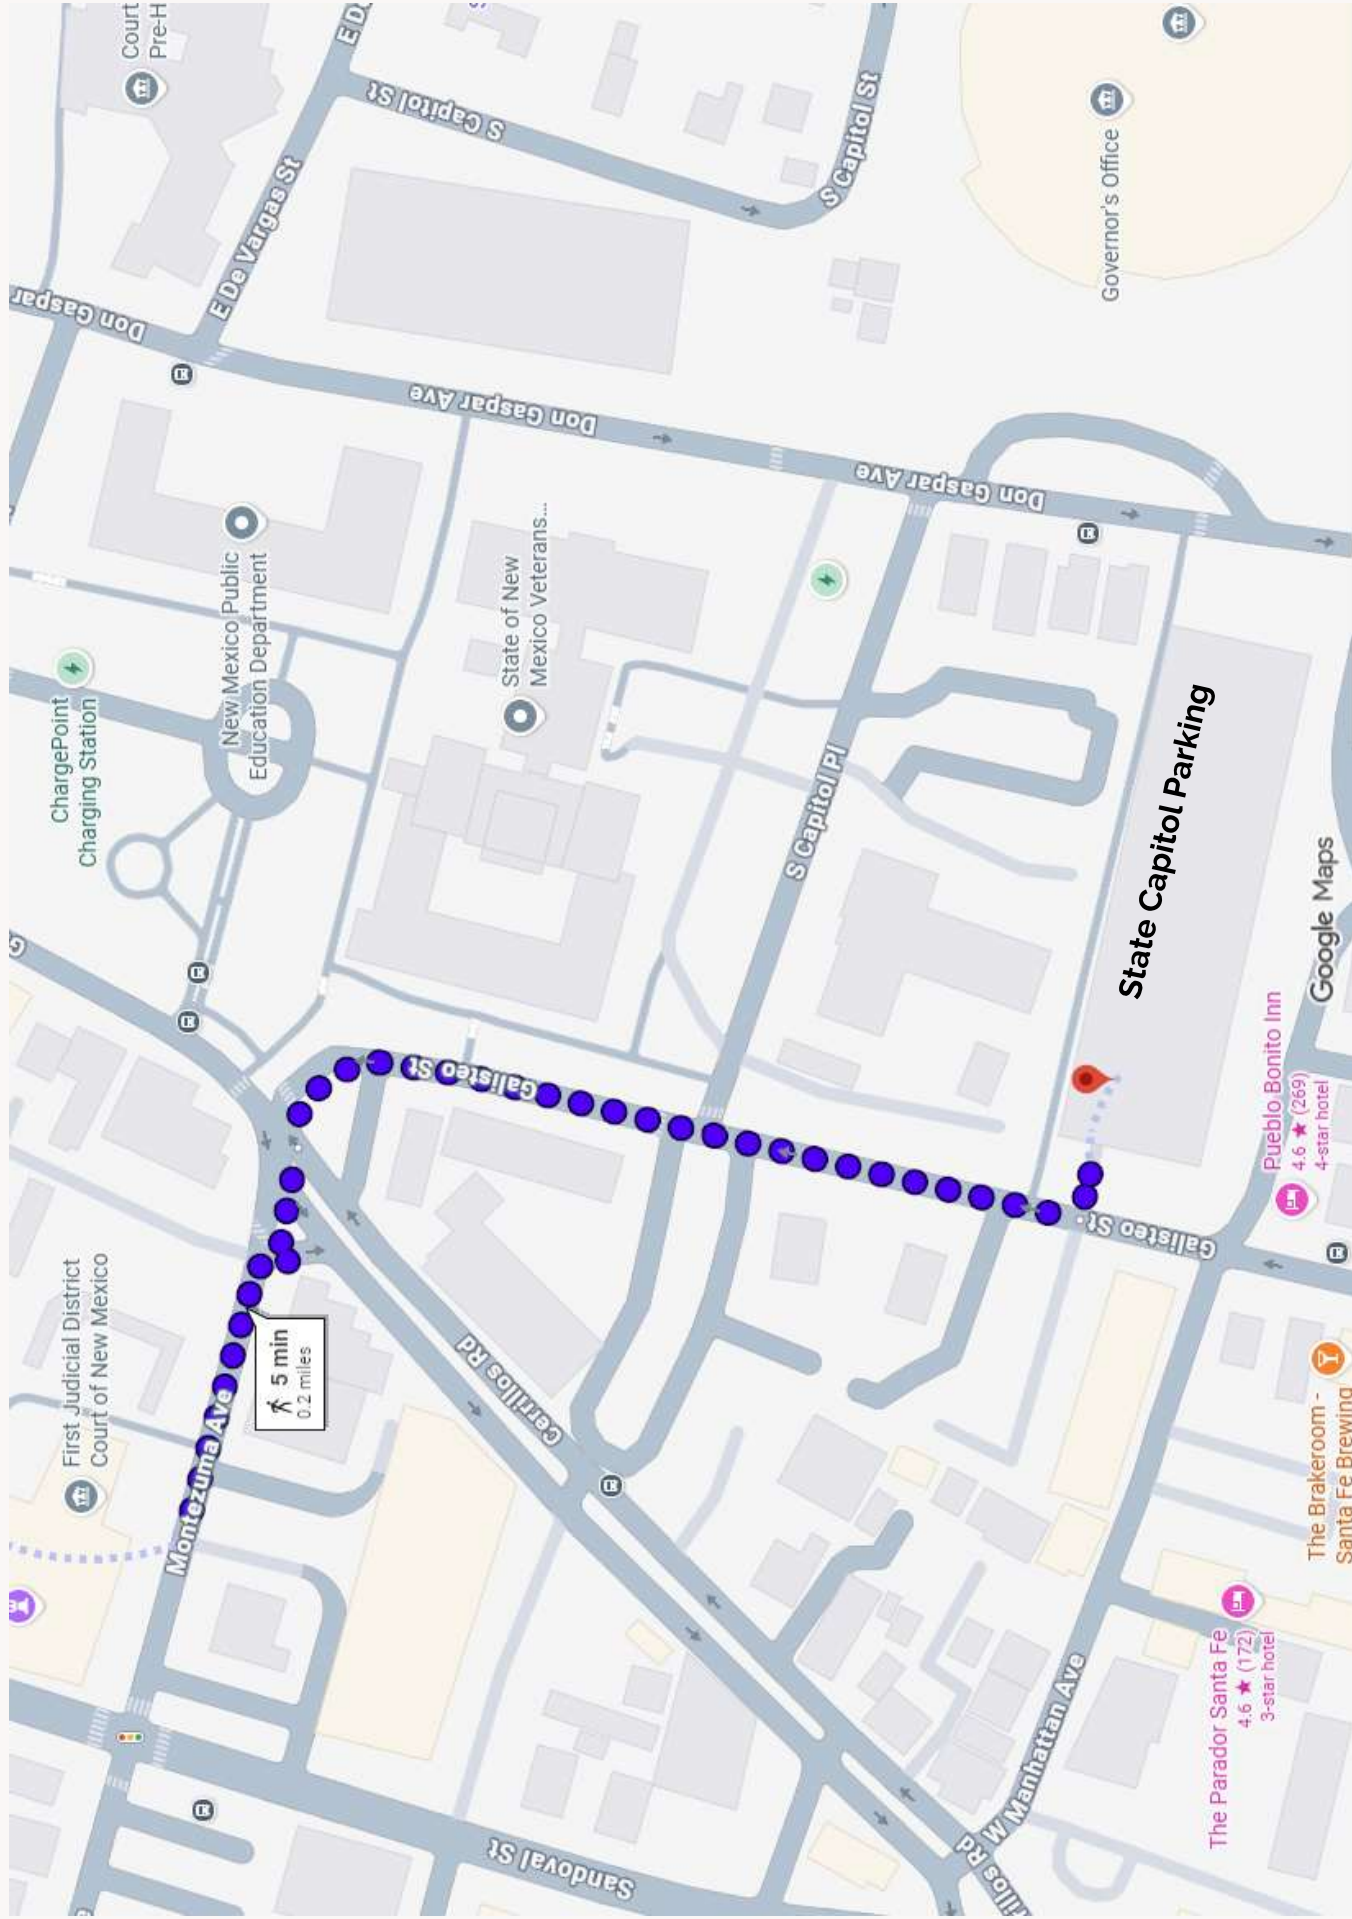 Court
Pre-H
E D
S Capitol St
S Capitol St
Governor's Office
E De Vargas St
Don Gaspar
Don Gaspar Ave
Don Gaspar Ave
New Mexico Public
Education Department
State of New
Mexico Veterans...
ChargePoint
Charging Station
S Capitol Pl
State Capitol Parking
Google Maps
G
Galisteo St
Galisteo St
Pueblo Bonito Inn
4.6 ★ (269)
4-star hotel
First Judicial District
Court of New Mexico
5 min
0.2 miles
Montezuma Ave
Cerrillos Rd
The Brakeroom -
Santa Fe Brewing
The Parador Santa Fe
4.6 ★ (172)
3-star hotel
W Manhattan Ave
Sandoval St
rillos Rd